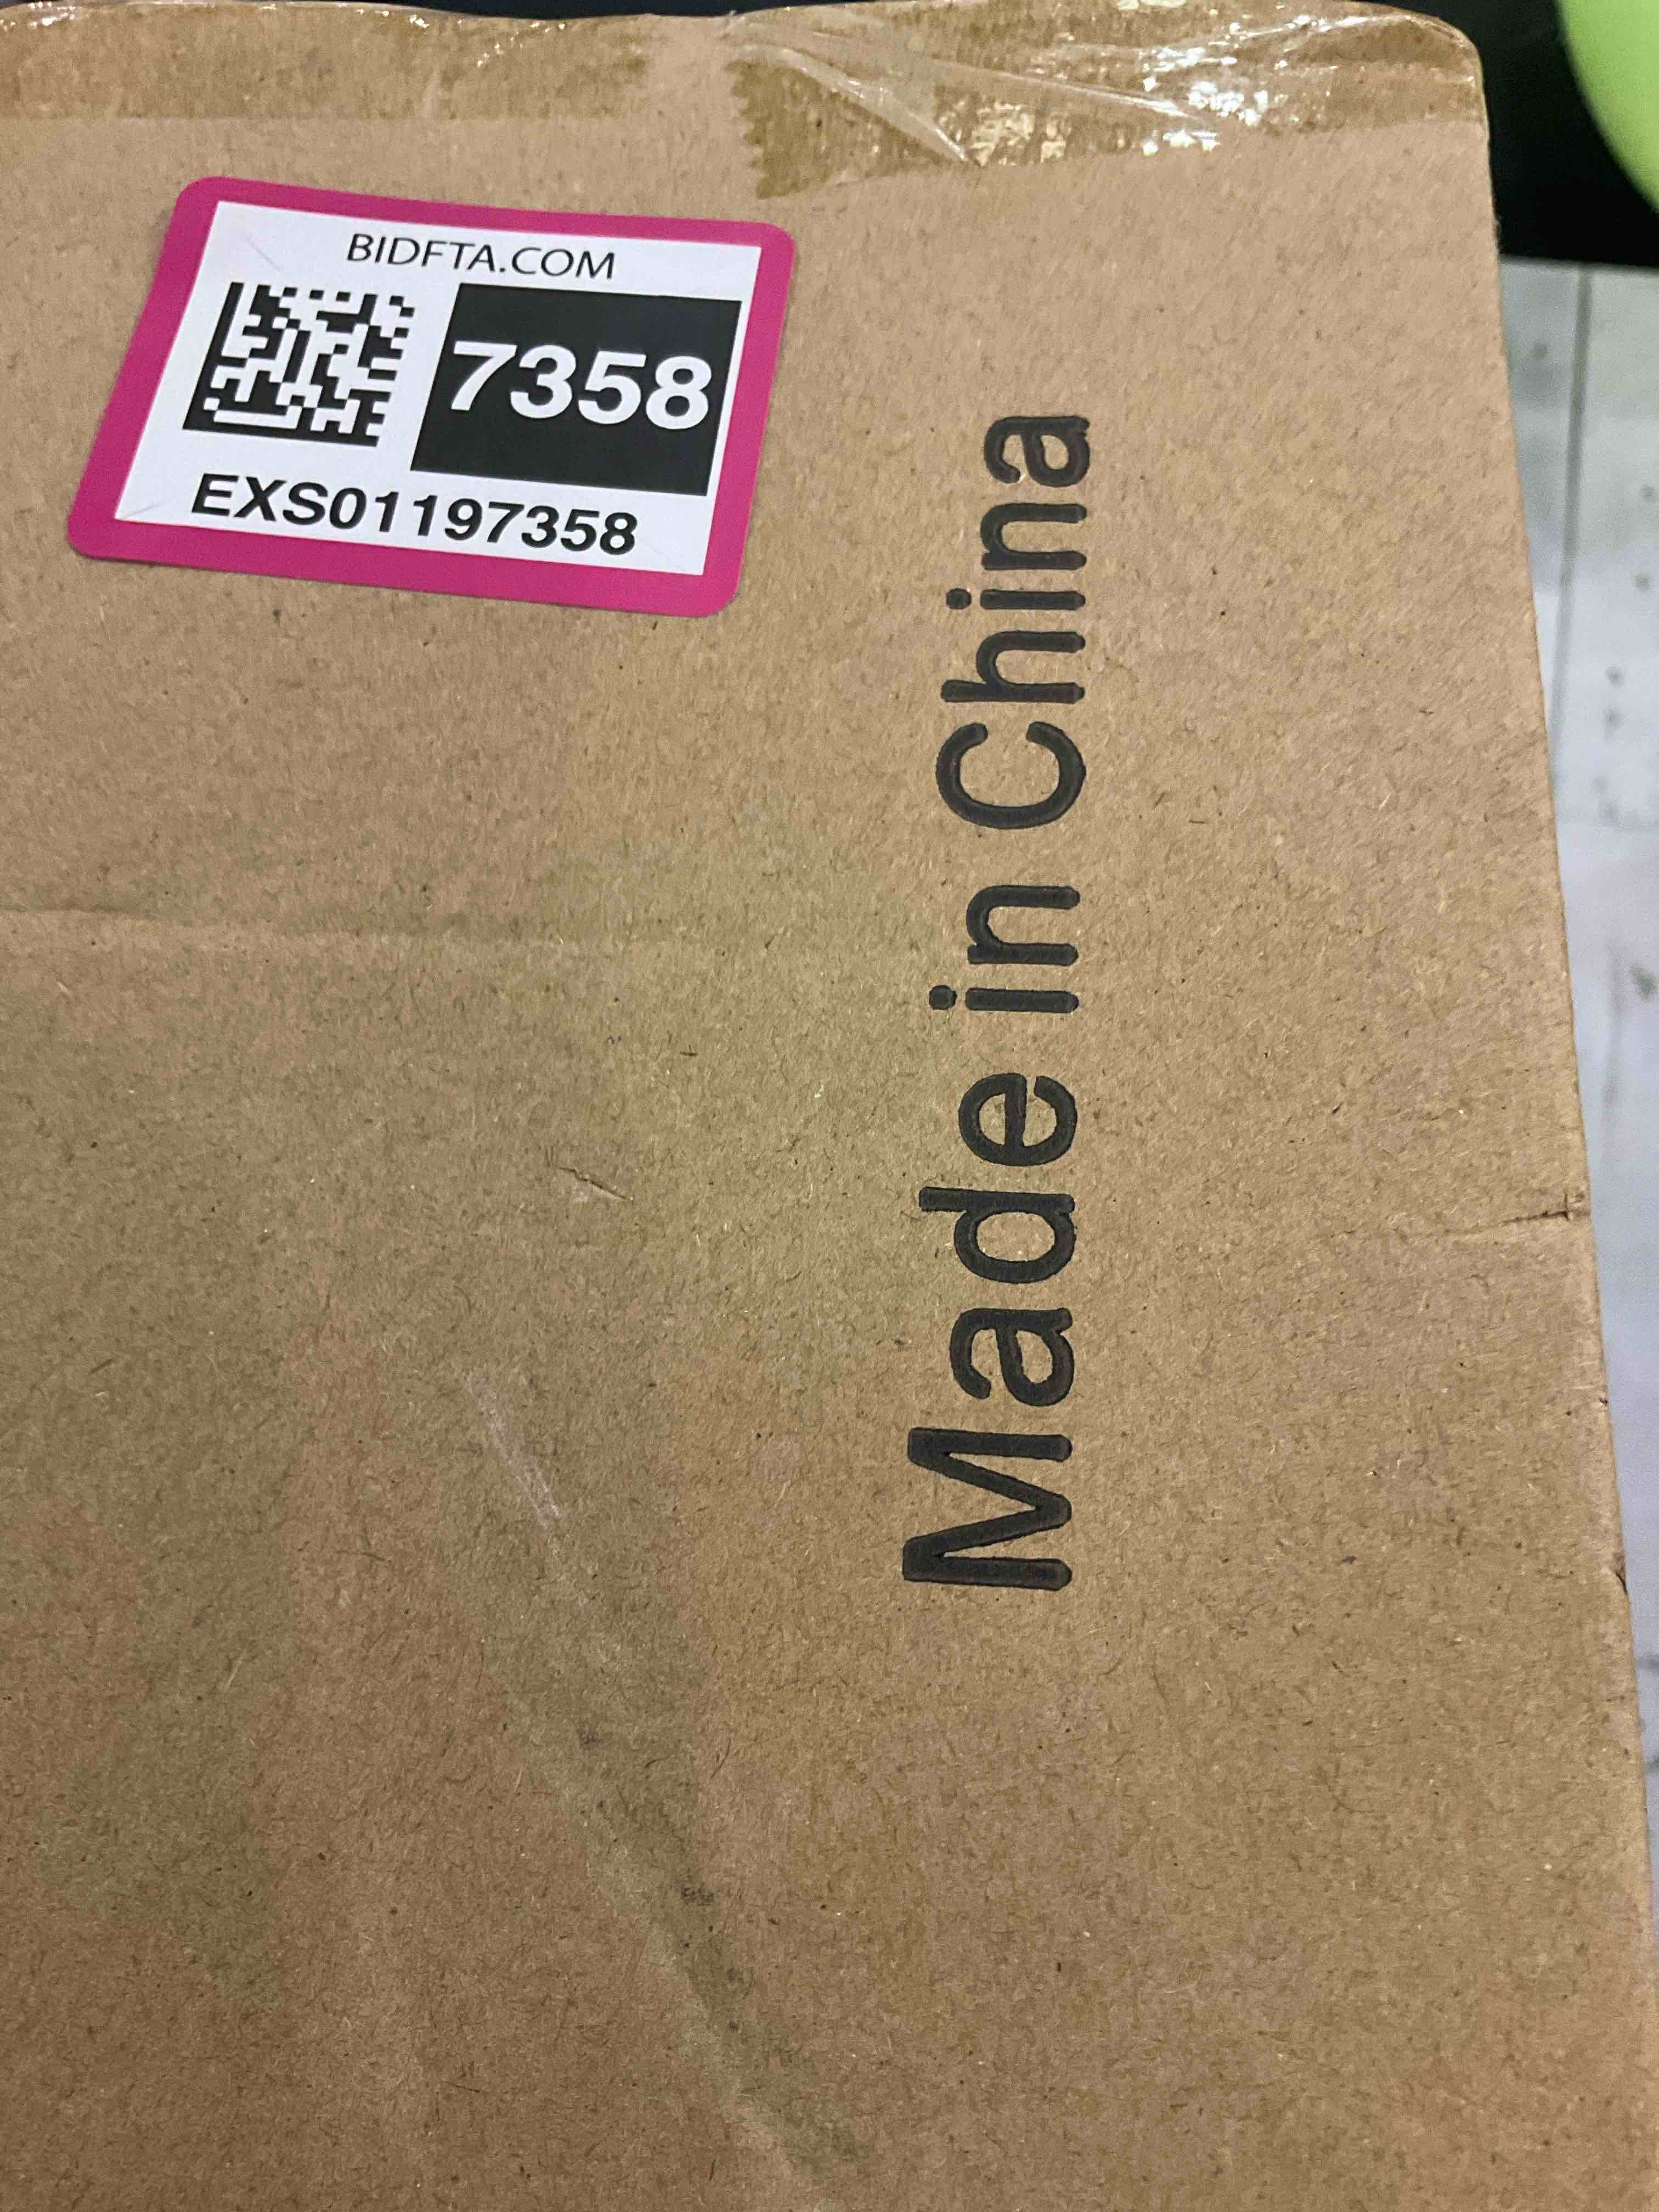 BIDFTA.COM
7358
EXS01197358
Made in China